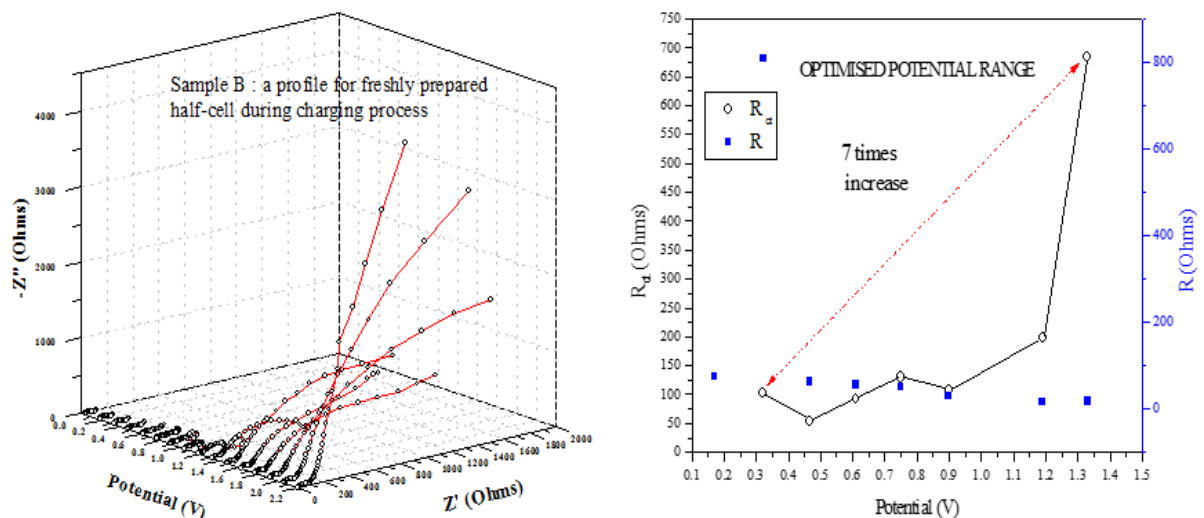 Sample B : a profile for freshly prepared
half-cell during charging process
4000
3000
2000
1000
0
-Z" (Ohms)
0.0 0.2 0.4 0.6 0.8 1.0 1.2 1.4 1.6 1.8 2.0 2.2
Potential (V)
0 200 400 600 800 1000 1200 1400 1600 1800 2000
Z' (Ohms)
750
700
650
600
550
500
450
400
350
300
250
200
150
100
50
0
R_ct (Ohms)
OPTIMISED POTENTIAL RANGE
R_ct
R
7 times
increase
0.1 0.2 0.3 0.4 0.5 0.6 0.7 0.8 0.9 1.0 1.1 1.2 1.3 1.4 1.5
Potential (V)
800
600
400
200
0
R (Ohms)